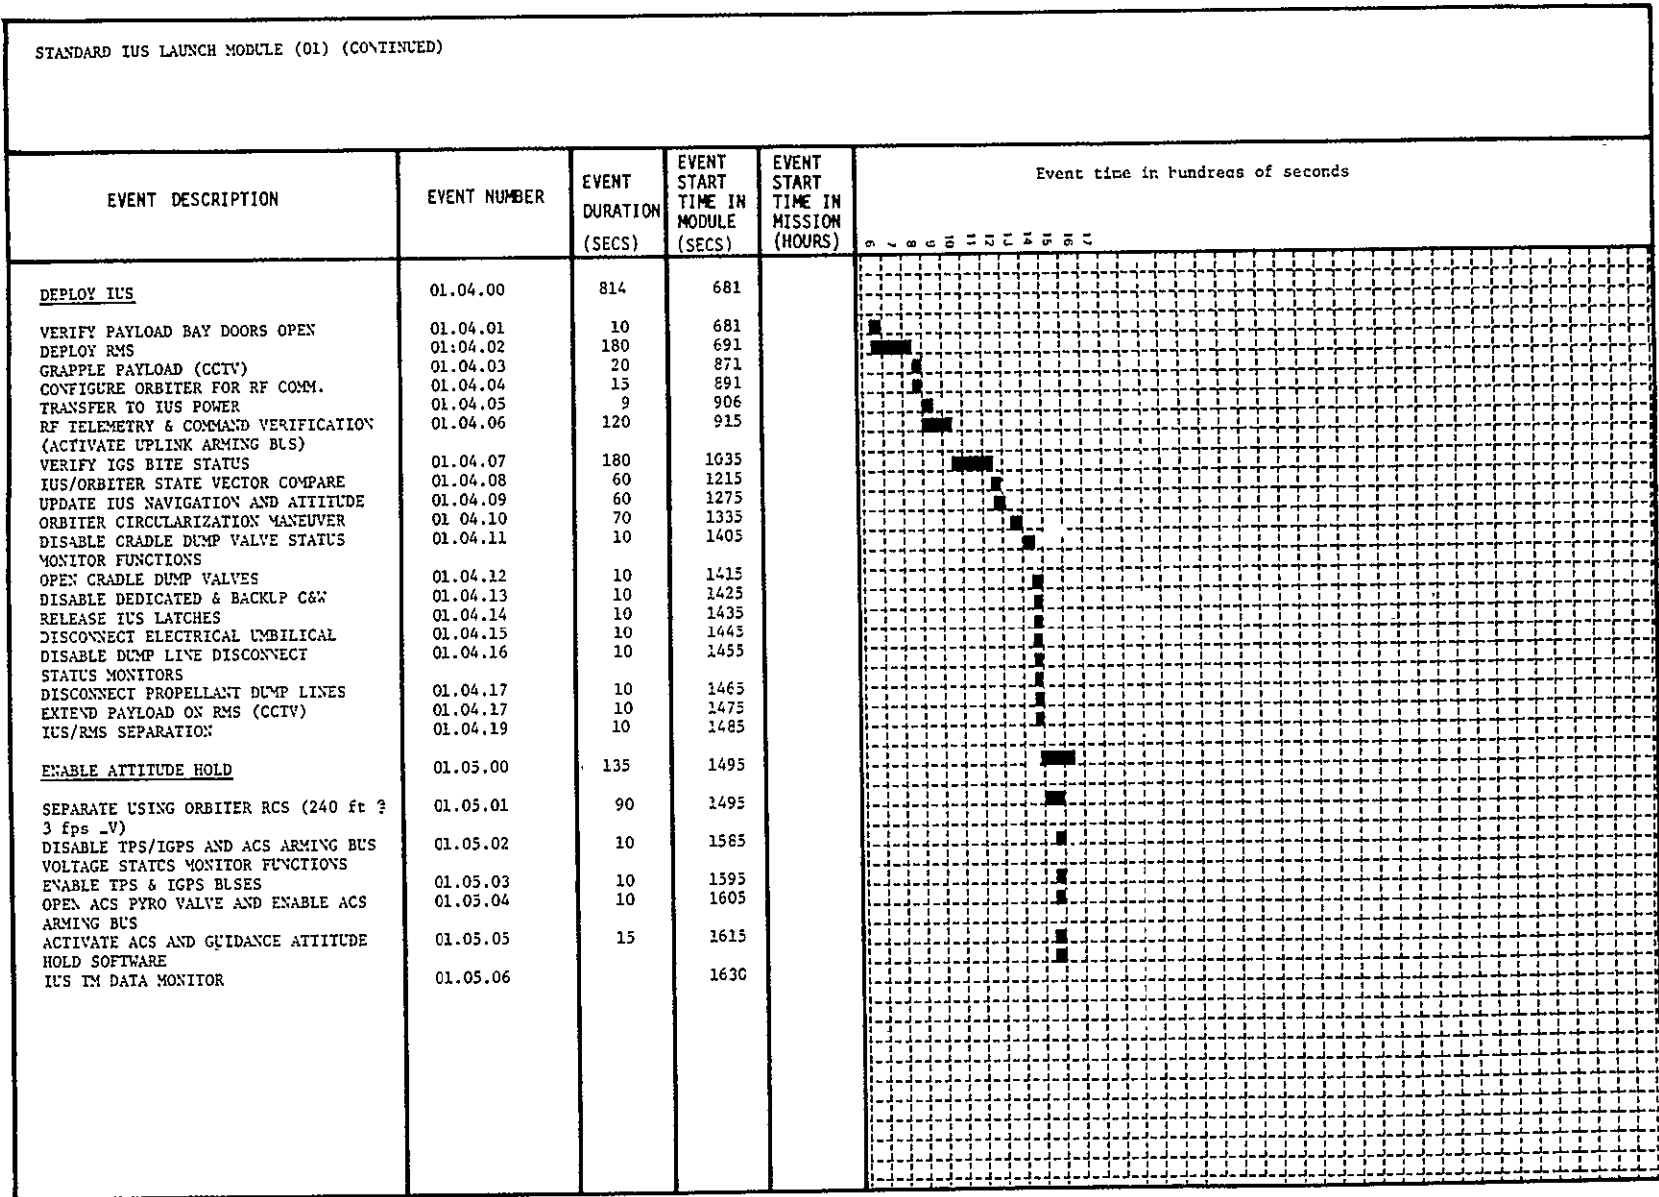 STANDARD IUS LAUNCH MODULE (01) (CONTINUED)
EVENT DESCRIPTION
EVENT NUMBER
EVENT
DURATION
(SECS)
EVENT
START
TIME IN
MODULE
(SECS)
EVENT
START
TIME IN
MISSION
(HOURS)
Event time in hundreds of seconds
6 7 8 9 10 11 12 13 14 15 16 17
DEPLOY IUS 01.04.00 814 681
VERIFY PAYLOAD BAY DOORS OPEN 01.04.01 10 681
DEPLOY RMS 01:04.02 180 691
GRAPPLE PAYLOAD (CCTV) 01.04.03 20 871
CONFIGURE ORBITER FOR RF COMM. 01.04.04 15 891
TRANSFER TO IUS POWER 01.04.05 9 906
RF TELEMETRY & COMMAND VERIFICATION 01.04.06 120 915
(ACTIVATE UPLINK ARMING BUS)
VERIFY IGS BITE STATUS 01.04.07 180 1035
IUS/ORBITER STATE VECTOR COMPARE 01.04.08 60 1215
UPDATE IUS NAVIGATION AND ATTITUDE 01.04.09 60 1275
ORBITER CIRCULARIZATION MANEUVER 01 04.10 70 1335
DISABLE CRADLE DUMP VALVE STATUS 01.04.11 10 1405
MONITOR FUNCTIONS
OPEN CRADLE DUMP VALVES 01.04.12 10 1415
DISABLE DEDICATED & BACKUP C&W 01.04.13 10 1425
RELEASE IUS LATCHES 01.04.14 10 1435
DISCONNECT ELECTRICAL UMBILICAL 01.04.15 10 1445
DISABLE DUMP LINE DISCONNECT 01.04.16 10 1455
STATUS MONITORS
DISCONNECT PROPELLANT DUMP LINES 01.04.17 10 1465
EXTEND PAYLOAD ON RMS (CCTV) 01.04.17 10 1475
IUS/RMS SEPARATION 01.04.19 10 1485
ENABLE ATTITUDE HOLD 01.05.00 135 1495
SEPARATE USING ORBITER RCS (240 ft 01.05.01 90 1495
3 fps V)
DISABLE TPS/IGPS AND ACS ARMING BUS 01.05.02 10 1585
VOLTAGE STATUS MONITOR FUNCTIONS
ENABLE TPS & IGPS BUSES 01.05.03 10 1595
OPEN ACS PYRO VALVE AND ENABLE ACS 01.05.04 10 1605
ARMING BUS
ACTIVATE ACS AND GUIDANCE ATTITUDE 01.05.05 15 1615
HOLD SOFTWARE
IUS TM DATA MONITOR 01.05.06 1630